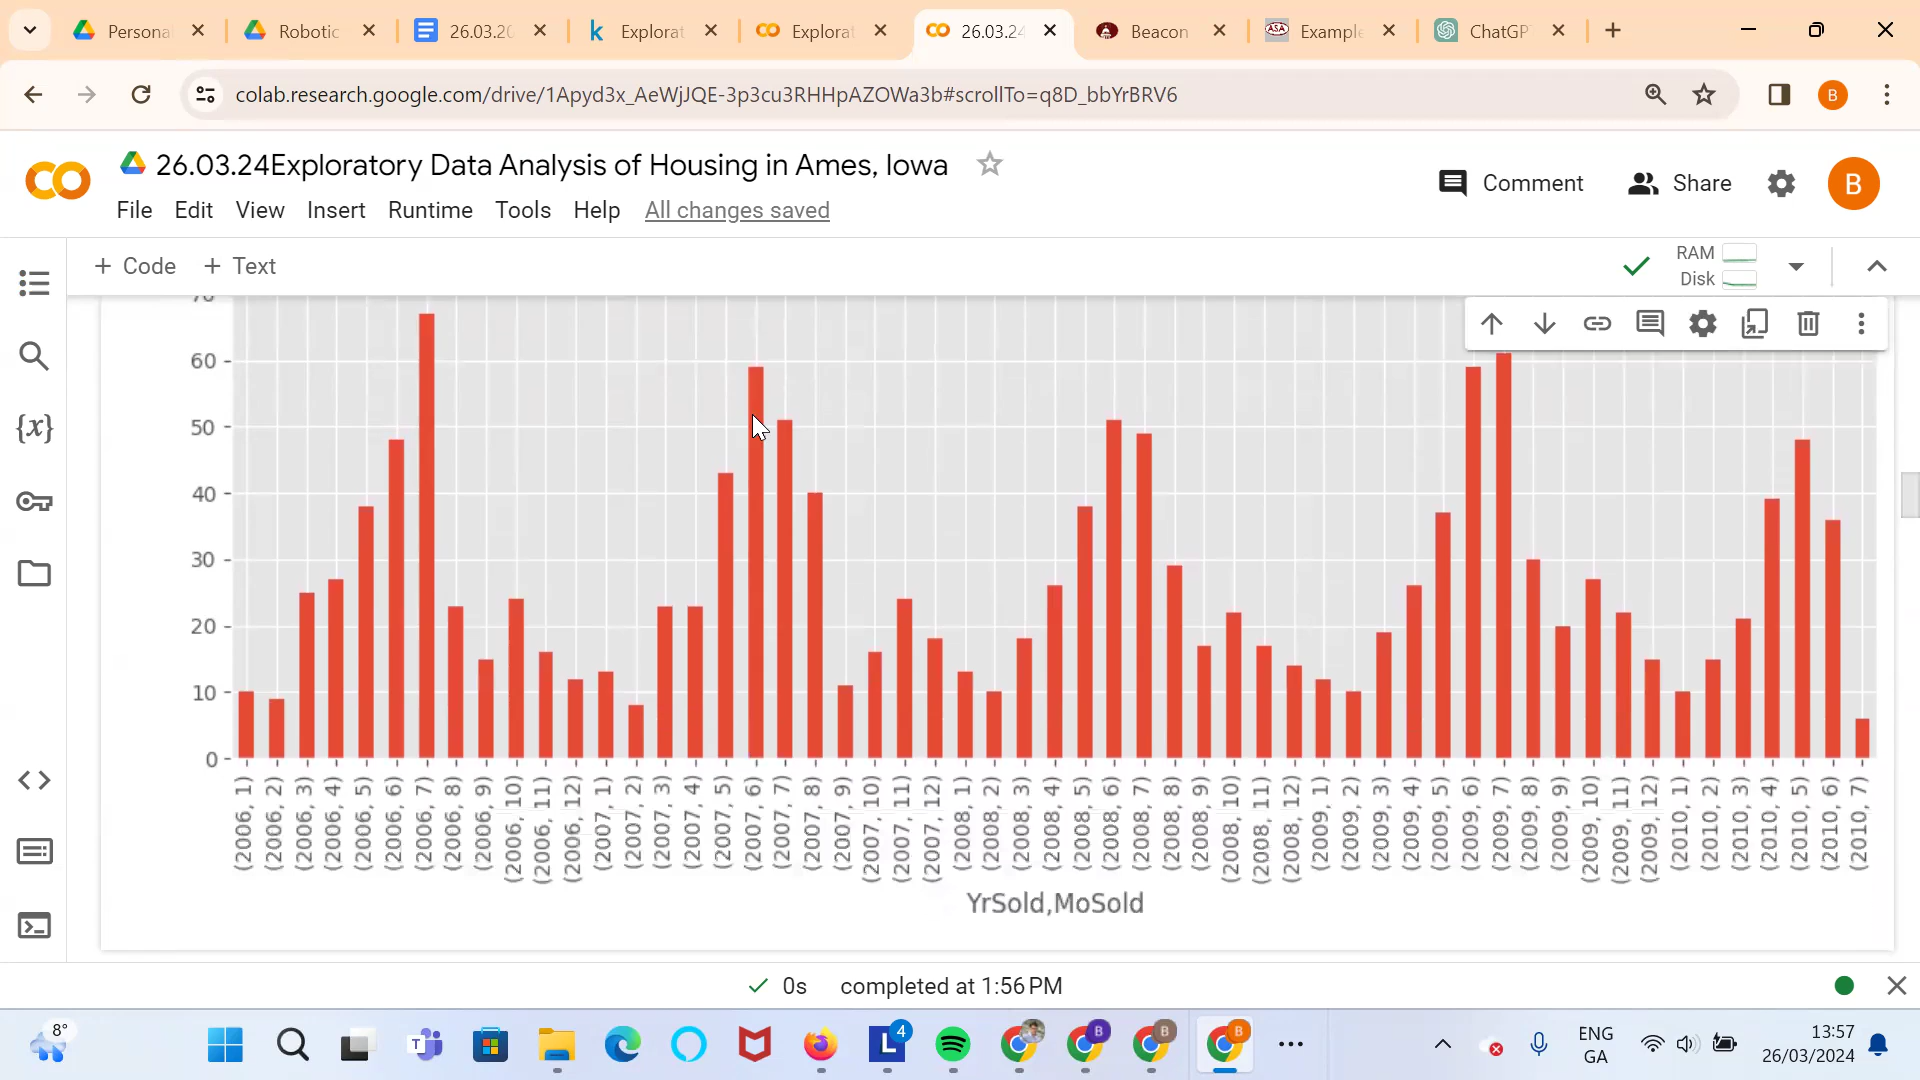 Persona
Robotic
26.03.20
Explorat
Explorat
26.03.24
Beacon
Example
ChatGP
colab.research.google.com/drive/1Apyd3x_AeWjJQE-3p3cu3RHHpAZOWa3b#scrollTo=q8D_bbYrBRV6
B
26.03.24Exploratory Data Analysis of Housing in Ames, Iowa
Comment
Share
B
File
Edit
View
Insert
Runtime
Tools
Help
All changes saved
+ Code
+ Text
RAM
Disk
{x}
70
60
50
40
30
20
10
0
(2006, 1)
(2006, 2)
(2006, 3)
(2006, 4)
(2006, 5)
(2006, 6)
(2006, 7)
(2006, 8)
(2006, 9)
(2006, 10)
(2006, 11)
(2006, 12)
(2007, 1)
(2007, 2)
(2007, 3)
(2007, 4)
(2007, 5)
(2007, 6)
(2007, 7)
(2007, 8)
(2007, 9)
(2007, 10)
(2007, 11)
(2007, 12)
(2008, 1)
(2008, 2)
(2008, 3)
(2008, 4)
(2008, 5)
(2008, 6)
(2008, 7)
(2008, 8)
(2008, 9)
(2008, 10)
(2008, 11)
(2008, 12)
(2009, 1)
(2009, 2)
(2009, 3)
(2009, 4)
(2009, 5)
(2009, 6)
(2009, 7)
(2009, 8)
(2009, 9)
(2009, 10)
(2009, 11)
(2009, 12)
(2010, 1)
(2010, 2)
(2010, 3)
(2010, 4)
(2010, 5)
(2010, 6)
(2010, 7)
YrSold,MoSold
0s completed at 1:56 PM
8°
4
B
B
B
ENG
GA
13:57
26/03/2024